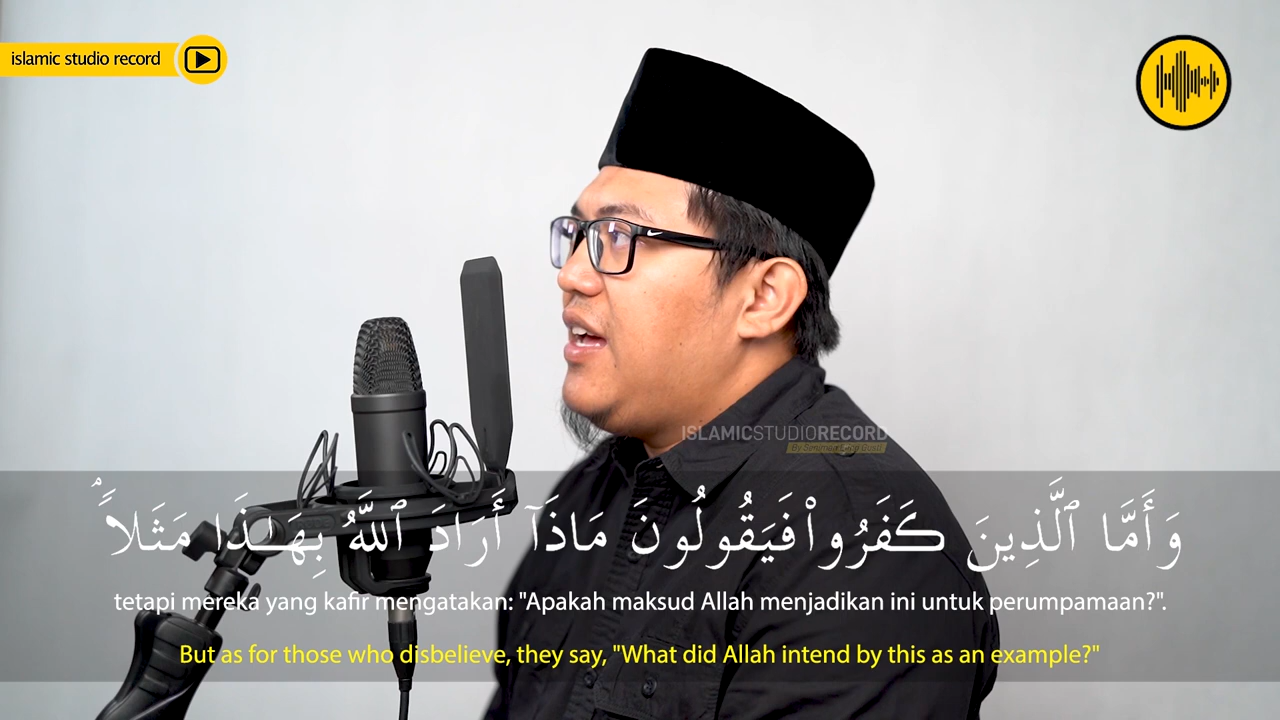 islamic studio record
ISLAMICSTUDIORECORD
وَأَمَّا ٱلَّذِينَ كَفَرُوا۟ فَيَقُولُونَ مَاذَآ أَرَادَ ٱللَّهُ بِهَـٰذَا مَثَلاًۘ
tetapi mereka yang kafir mengatakan: "Apakah maksud Allah menjadikan ini untuk perumpamaan?".
But as for those who disbelieve, they say, "What did Allah intend by this as an example?"